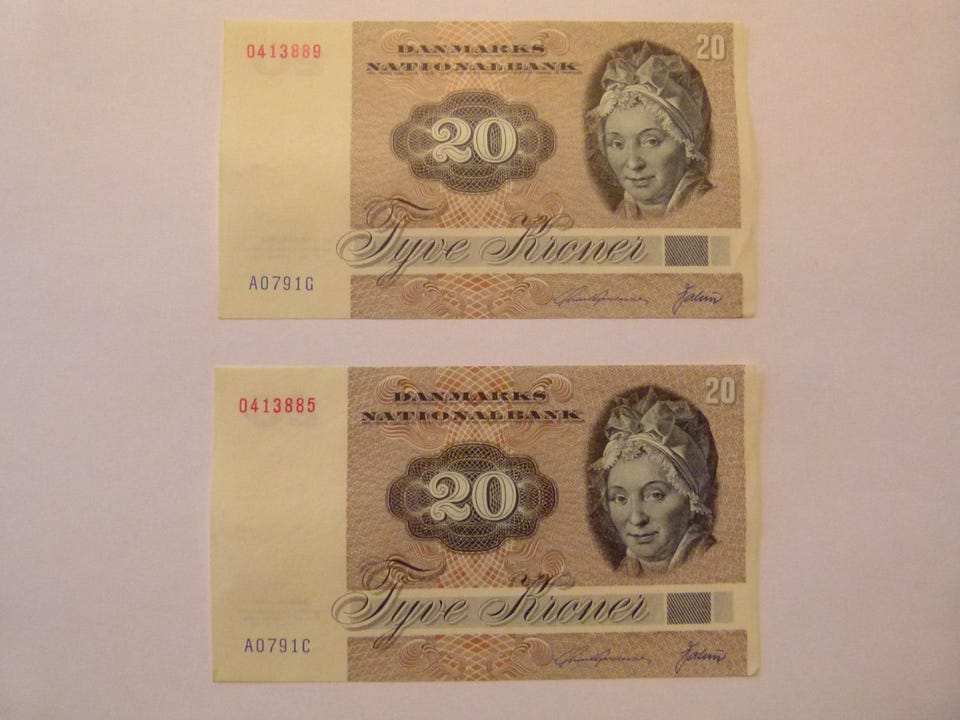 0413889
DANMARKS
NATIONALBANK
20
20
Tyve Kroner
A0791G
0413885
DANMARKS
NATIONALBANK
20
20
Tyve Kroner
A0791C